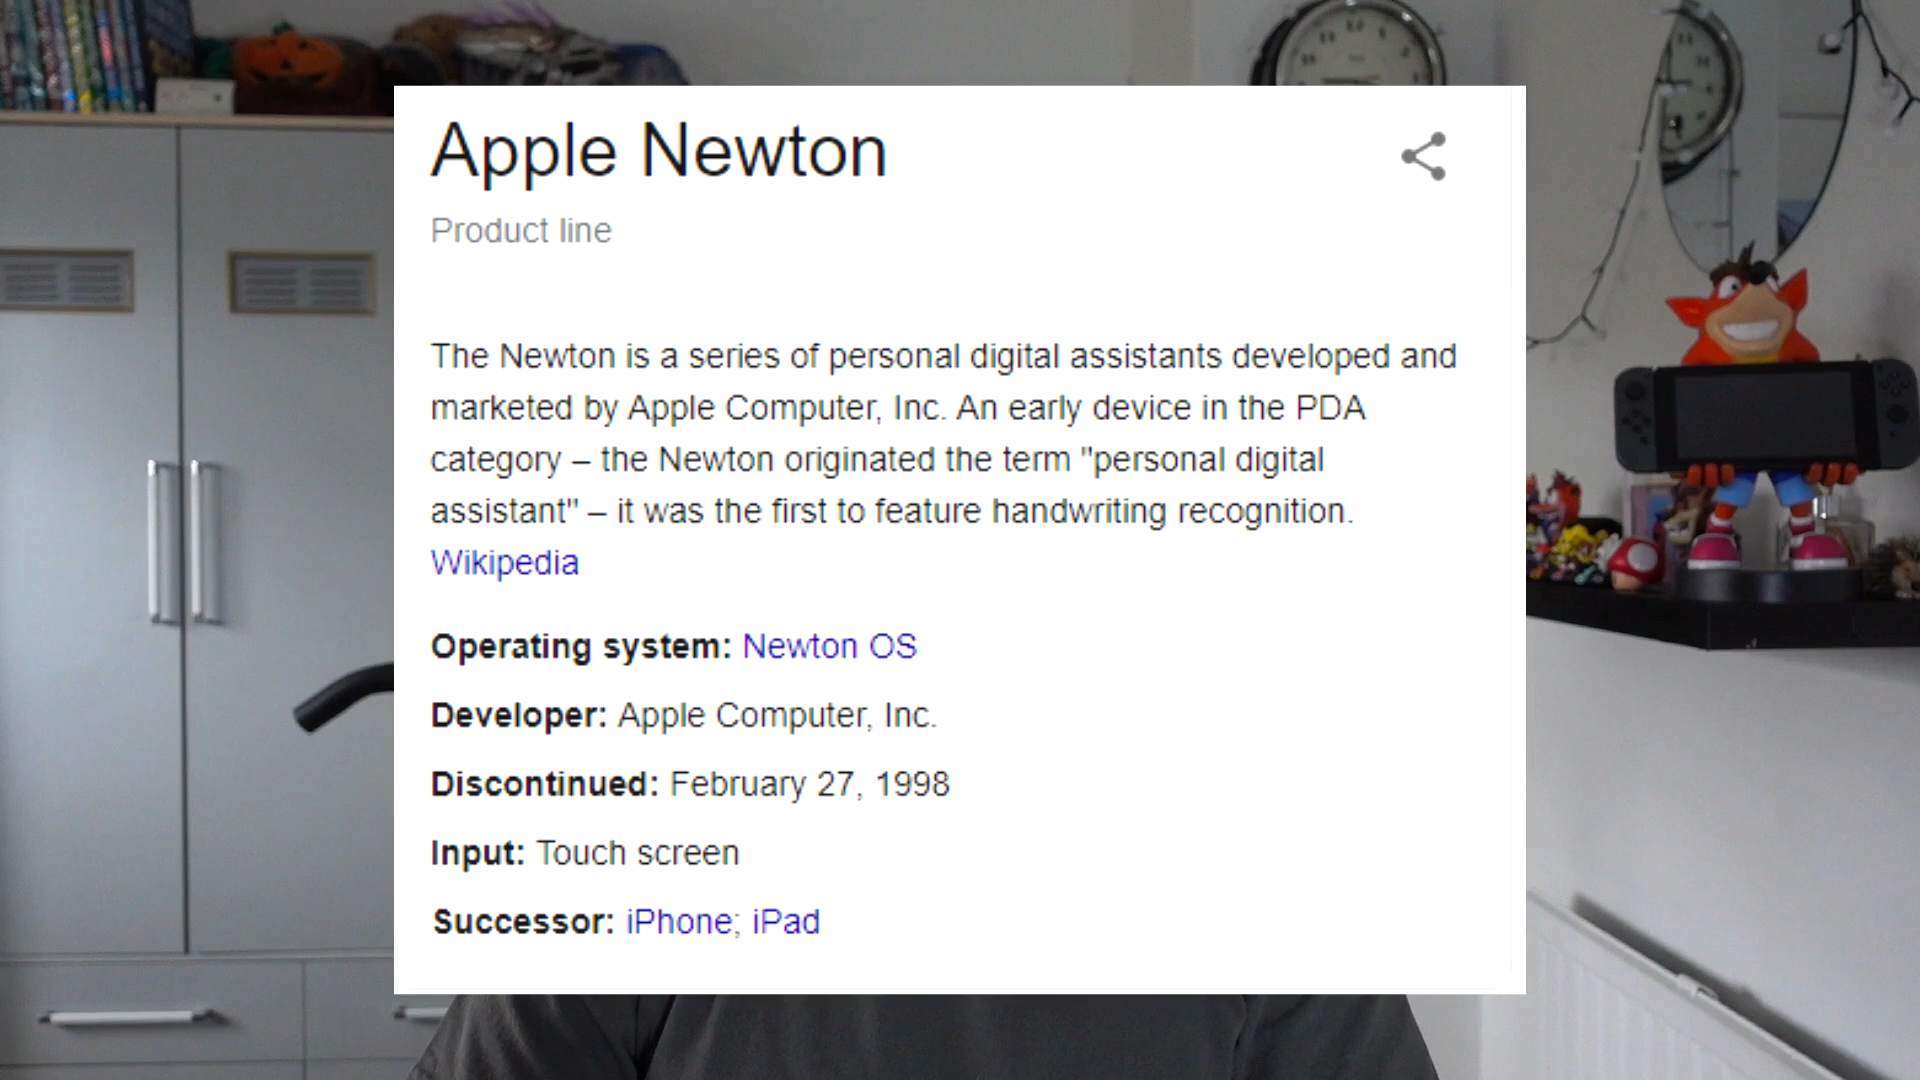 Apple Newton
Product line
The Newton is a series of personal digital assistants developed and
marketed by Apple Computer, Inc. An early device in the PDA
category – the Newton originated the term "personal digital
assistant" – it was the first to feature handwriting recognition.
Wikipedia
Operating system: Newton OS
Developer: Apple Computer, Inc.
Discontinued: February 27, 1998
Input: Touch screen
Successor: iPhone; iPad